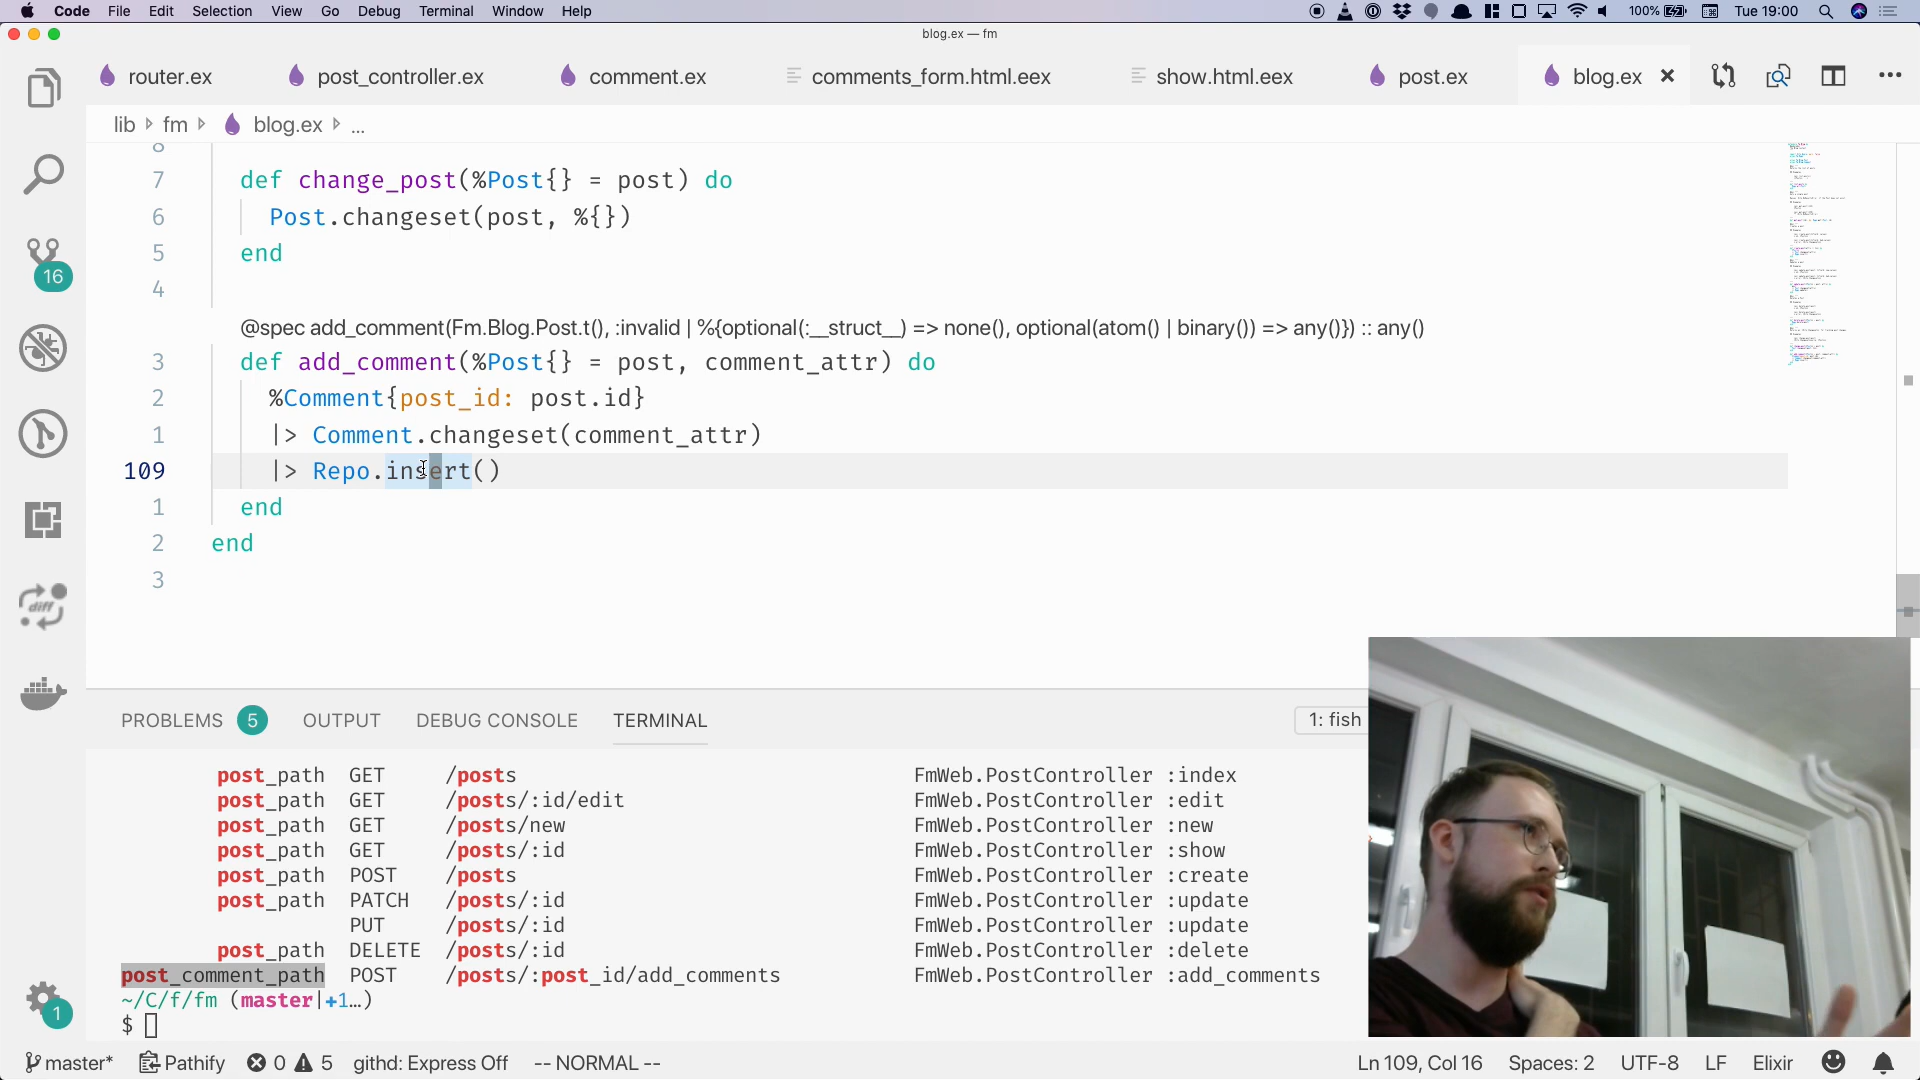 Code File Edit Selection View Go Debug Terminal Window Help 100% Tue 19:00
blog.ex — fm
router.ex post_controller.ex comment.ex comments_form.html.eex show.html.eex post.ex blog.ex
lib fm blog.ex ...
8
7 def change_post(%Post{} = post) do
6 Post.changeset(post, %{})
5 end
4
@spec add_comment(Fm.Blog.Post.t(), :invalid | %{optional(:__struct__) => none(), optional(atom() | binary()) => any()}) :: any()
3 def add_comment(%Post{} = post, comment_attr) do
2 %Comment{post_id: post.id}
1 |> Comment.changeset(comment_attr)
109 |> Repo.insert()
1 end
2 end
3
16
diff
1
PROBLEMS 5 OUTPUT DEBUG CONSOLE TERMINAL 1: fish
post_path GET /posts FmWeb.PostController :index
post_path GET /posts/:id/edit FmWeb.PostController :edit
post_path GET /posts/new FmWeb.PostController :new
post_path GET /posts/:id FmWeb.PostController :show
post_path POST /posts FmWeb.PostController :create
post_path PATCH /posts/:id FmWeb.PostController :update
PUT /posts/:id FmWeb.PostController :update
post_path DELETE /posts/:id FmWeb.PostController :delete
post_comment_path POST /posts/:post_id/add_comments FmWeb.PostController :add_comments
~/C/f/fm (master|+1…)
$
master* Pathify 0 5 githd: Express Off -- NORMAL -- Ln 109, Col 16 Spaces: 2 UTF-8 LF Elixir